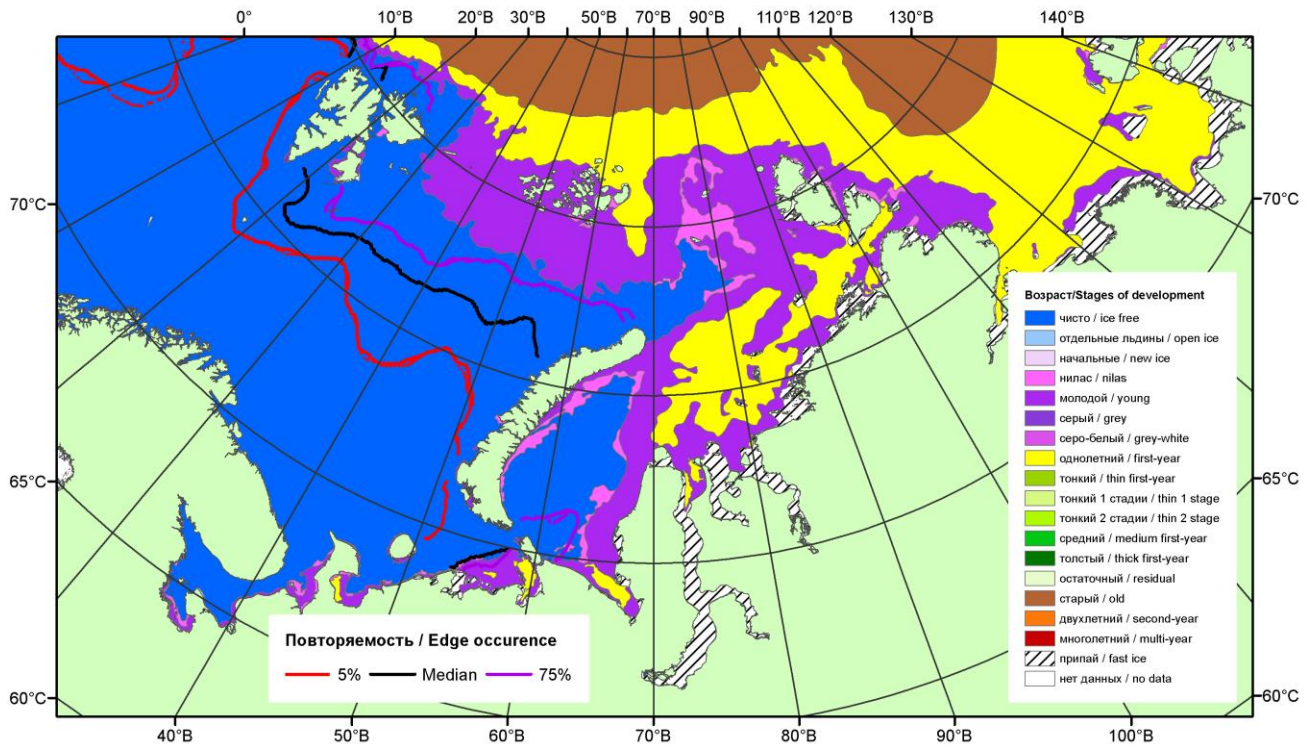 0° 10°В 20°В 30°В 50°В 70°В 90°В 110°В 120°В 130°В 140°В
70°С 70°С
65°С 65°С
60°С 60°С
40°В 50°В 60°В 70°В 80°В 90°В 100°В
Возраст/Stages of development
чисто / ice free
отдельные льдины / open ice
начальные / new ice
нилас / nilas
молодой / young
серый / grey
серо-белый / grey-white
однолетний / first-year
тонкий / thin first-year
тонкий 1 стадии / thin 1 stage
тонкий 2 стадии / thin 2 stage
средний / medium first-year
толстый / thick first-year
остаточный / residual
старый / old
двухлетний / second-year
многолетний / multi-year
припай / fast ice
нет данных / no data
Повторяемость / Edge occurence
5% Median 75%